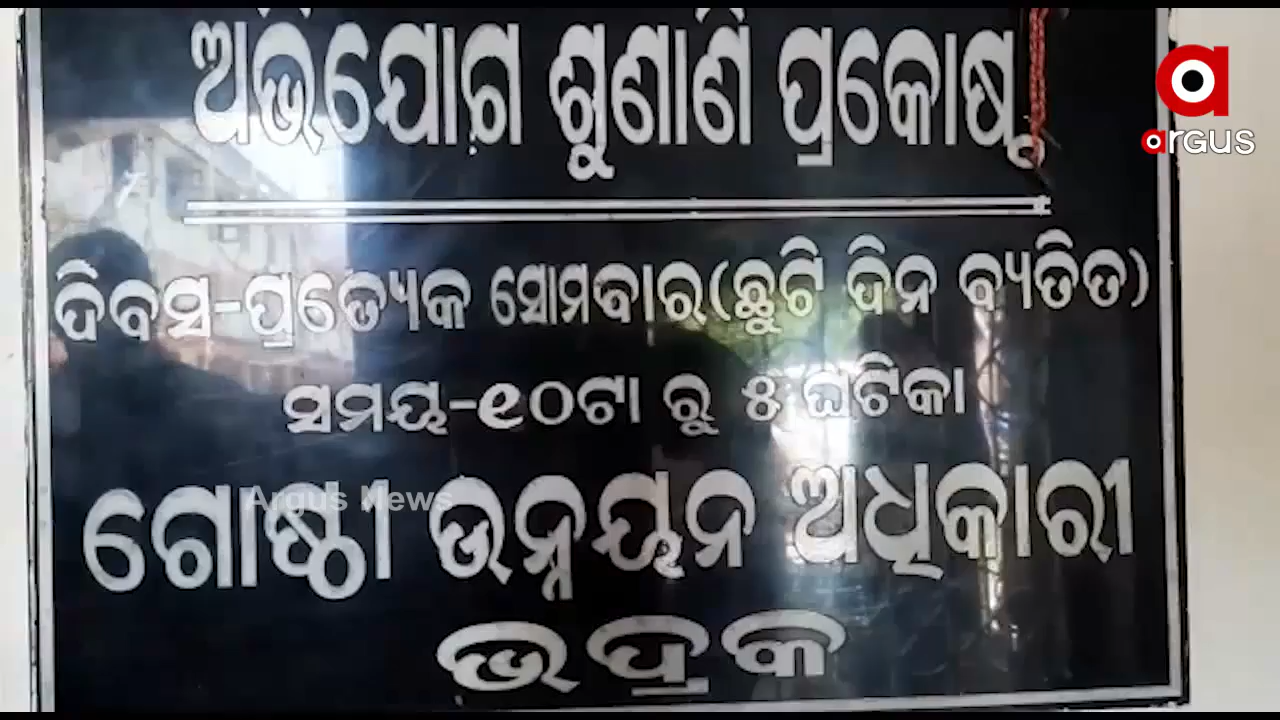 ଅଭିଯୋଗ ଶୁଣାଣି ପ୍ରକୋଷ୍ଠ
ଦିବସ-ପ୍ରତ୍ୟେକ ସୋମବାର(ଛୁଟି ଦିନ ବ୍ୟତିତ)
ସମୟ-୧୦ଟା ରୁ ୫ ଘଟିକା
ଗୋଷ୍ଠୀ ଉନ୍ନୟନ ଅଧିକାରୀ
ଭଦ୍ରକ
argus
Argus News